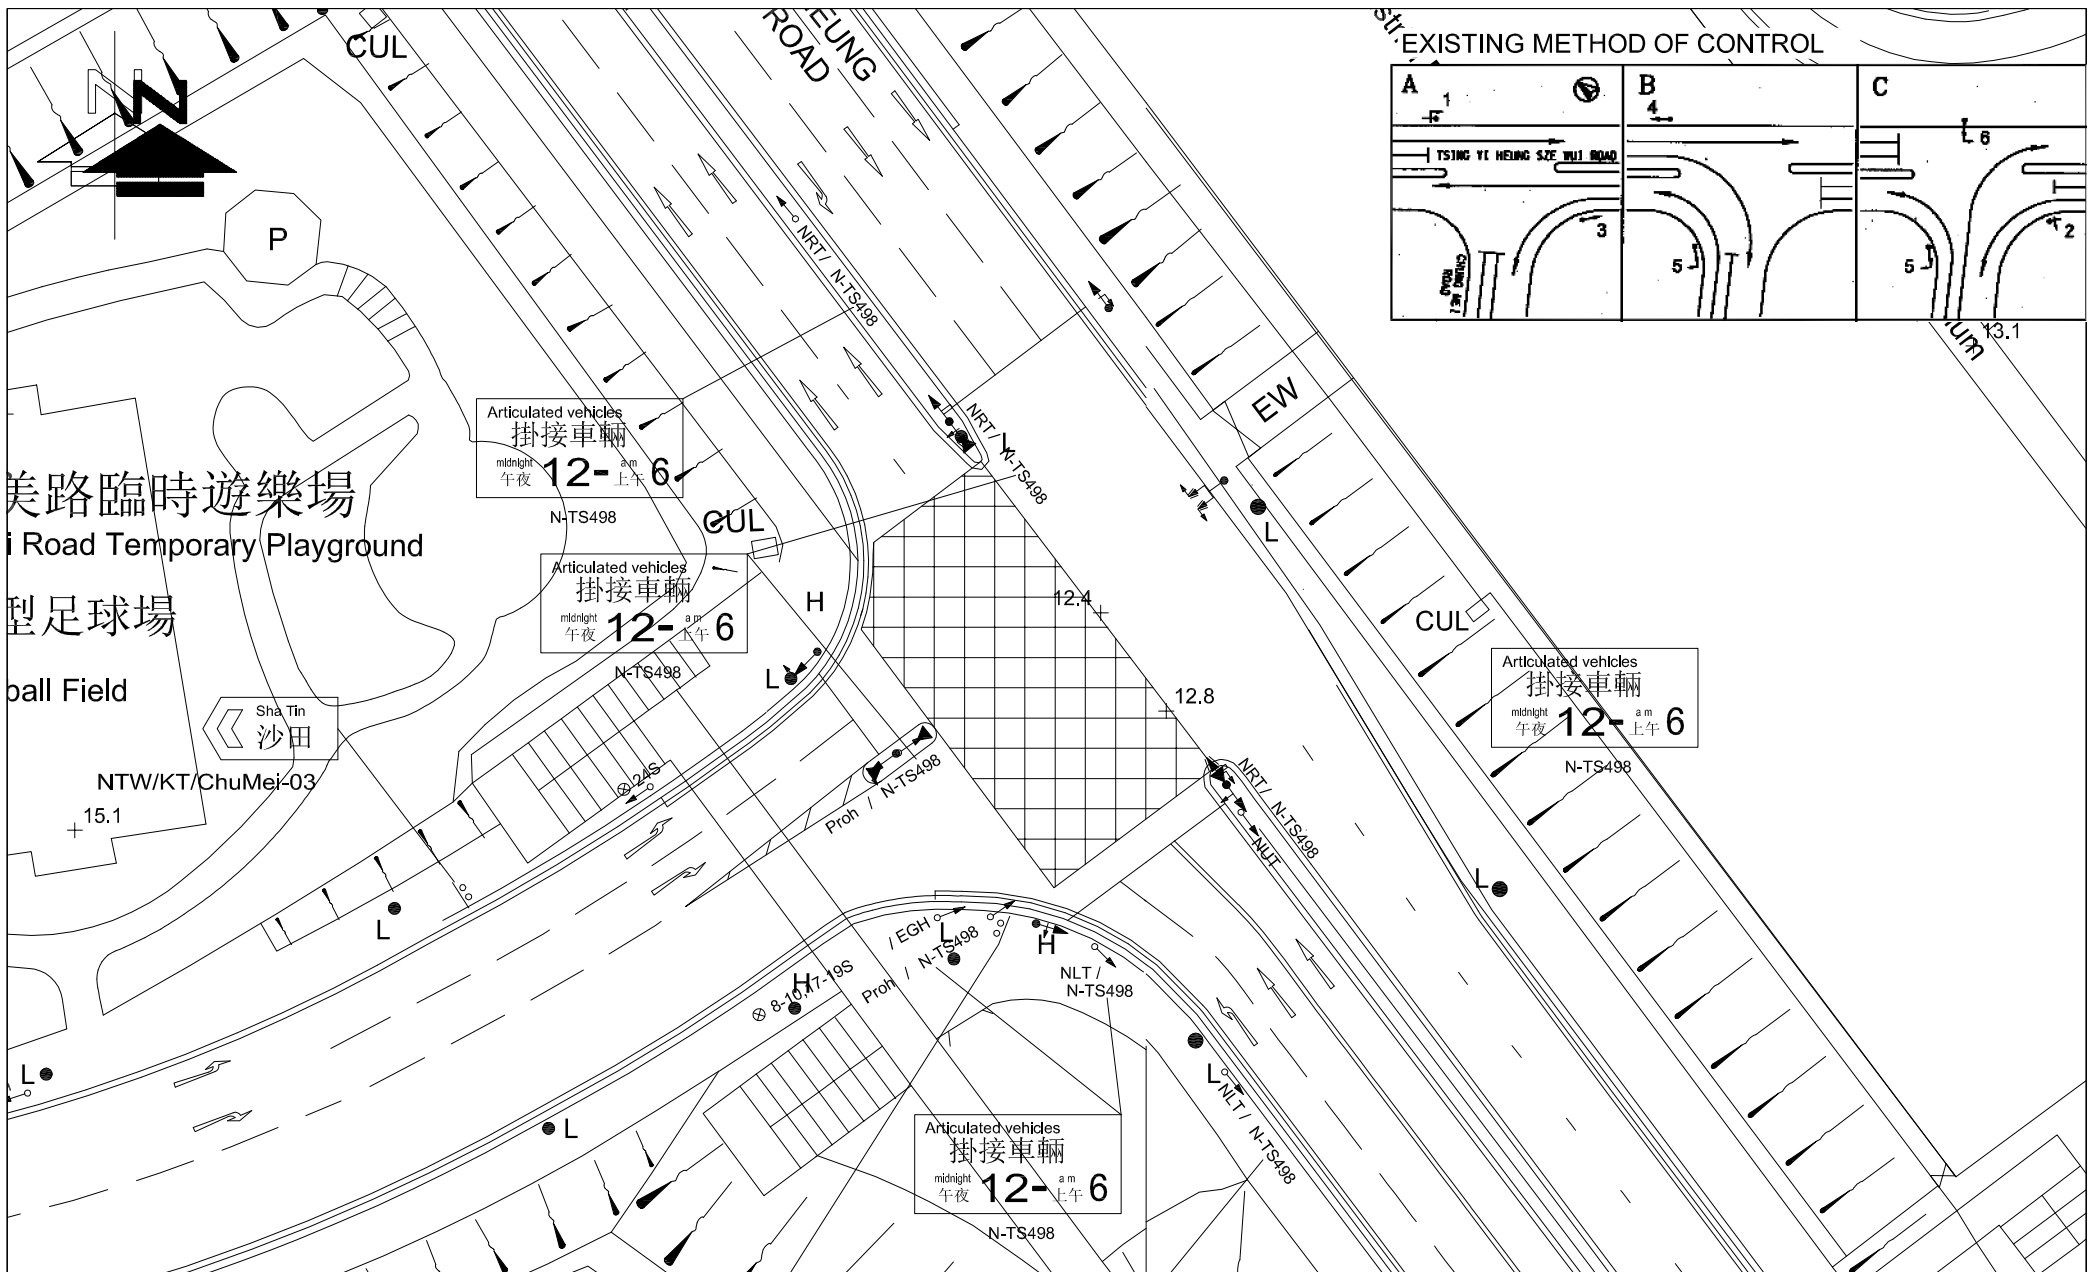 CUL
HEUNG
ROAD
EXISTING METHOD OF CONTROL
A
B
C
1
4
6
TSING YI HEUNG SZE WUI ROAD
3
5
5
2
CHUNG MEI
ROAD
13.1
N
P
NRT / N-TS498
EW
Articulated vehicles
掛接車輛
midnight 12- am 6
午夜 上午
N-TS498
NRT / N-TS498
L
L
美路臨時遊樂場
i Road Temporary Playground
CUL
Articulated vehicles
掛接車輛
midnight 12- am 6
午夜 上午
N-TS498
H
L
12.4
12.8
CUL
型足球場
ball Field
Articulated vehicles
掛接車輛
midnight 12- am 6
午夜 上午
N-TS498
Sha Tin
沙田
NTW/KT/ChuMei-03
15.1
24S
Proh / N-TS498
NRT / N-TS498
NUT
L
L
/ EGH
L
Proh / N-TS498
H
NLT /
N-TS498
H
8-10,17-19S
L
L
L
NLT / N-TS498
Articulated vehicles
掛接車輛
midnight 12- am 6
午夜 上午
N-TS498